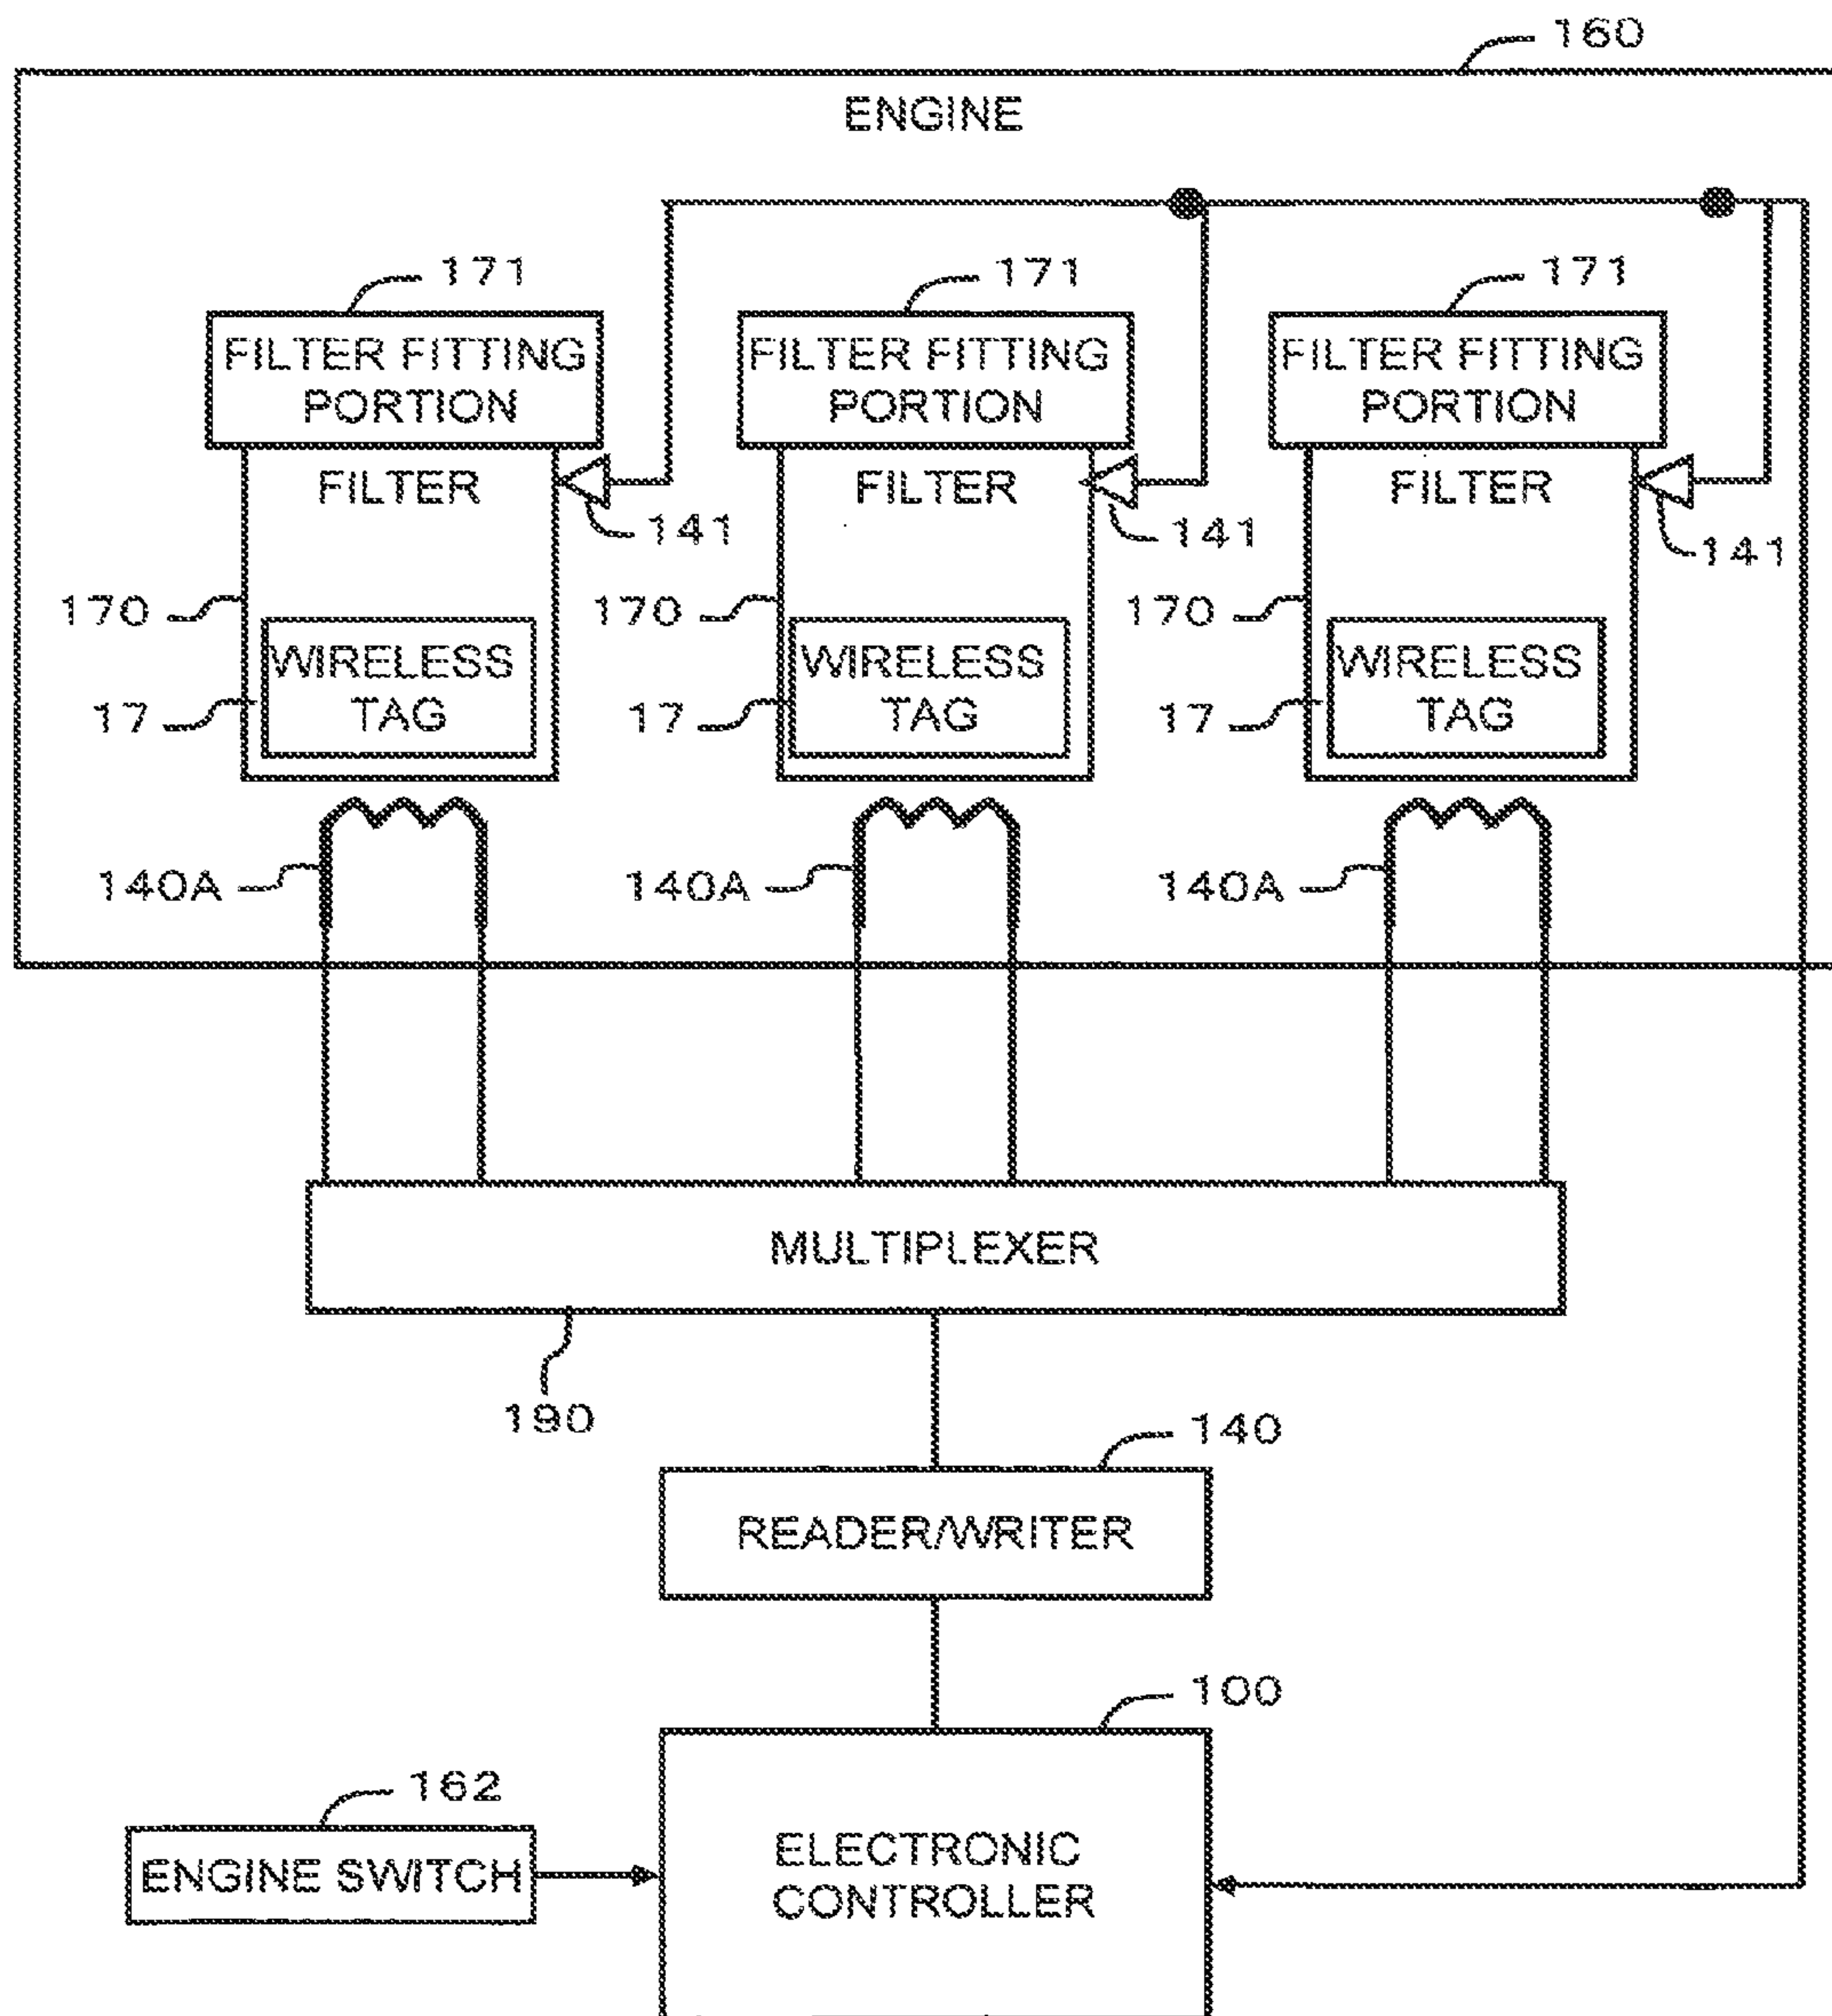 160
ENGINE
171
171
171
FILTER FITTING
PORTION
FILTER FITTING
PORTION
FILTER FITTING
PORTION
FILTER
FILTER
FILTER
141
141
141
170
170
170
WIRELESS
TAG
WIRELESS
TAG
WIRELESS
TAG
17
17
17
140A
140A
140A
MULTIPLEXER
190
140
READER/WRITER
100
162
ENGINE SWITCH
ELECTRONIC
CONTROLLER